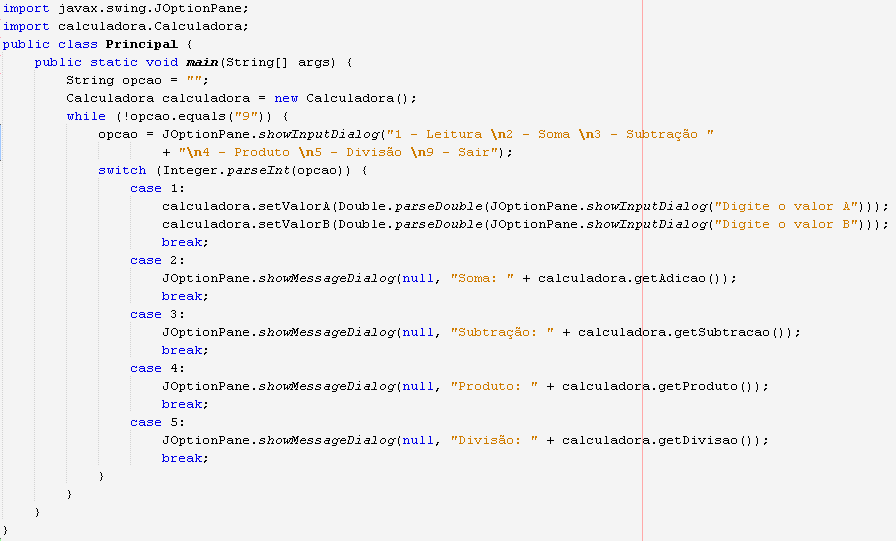 import javax.swing.JOptionPane;
import calculadora.Calculadora;
public class Principal {
    public static void main(String[] args) {
        String opcao = "";
        Calculadora calculadora = new Calculadora();
        while (!opcao.equals("9")) {
            opcao = JOptionPane.showInputDialog("1 - Leitura \n2 - Soma \n3 - Subtração "
                    + "\n4 - Produto \n5 - Divisão \n9 - Sair");
            switch (Integer.parseInt(opcao)) {
                case 1:
                    calculadora.setValorA(Double.parseDouble(JOptionPane.showInputDialog("Digite o valor A")));
                    calculadora.setValorB(Double.parseDouble(JOptionPane.showInputDialog("Digite o valor B")));
                    break;
                case 2:
                    JOptionPane.showMessageDialog(null, "Soma: " + calculadora.getAdicao());
                    break;
                case 3:
                    JOptionPane.showMessageDialog(null, "Subtração: " + calculadora.getSubtracao());
                    break;
                case 4:
                    JOptionPane.showMessageDialog(null, "Produto: " + calculadora.getProduto());
                    break;
                case 5:
                    JOptionPane.showMessageDialog(null, "Divisão: " + calculadora.getDivisao());
                    break;
            }
        }
    }
}